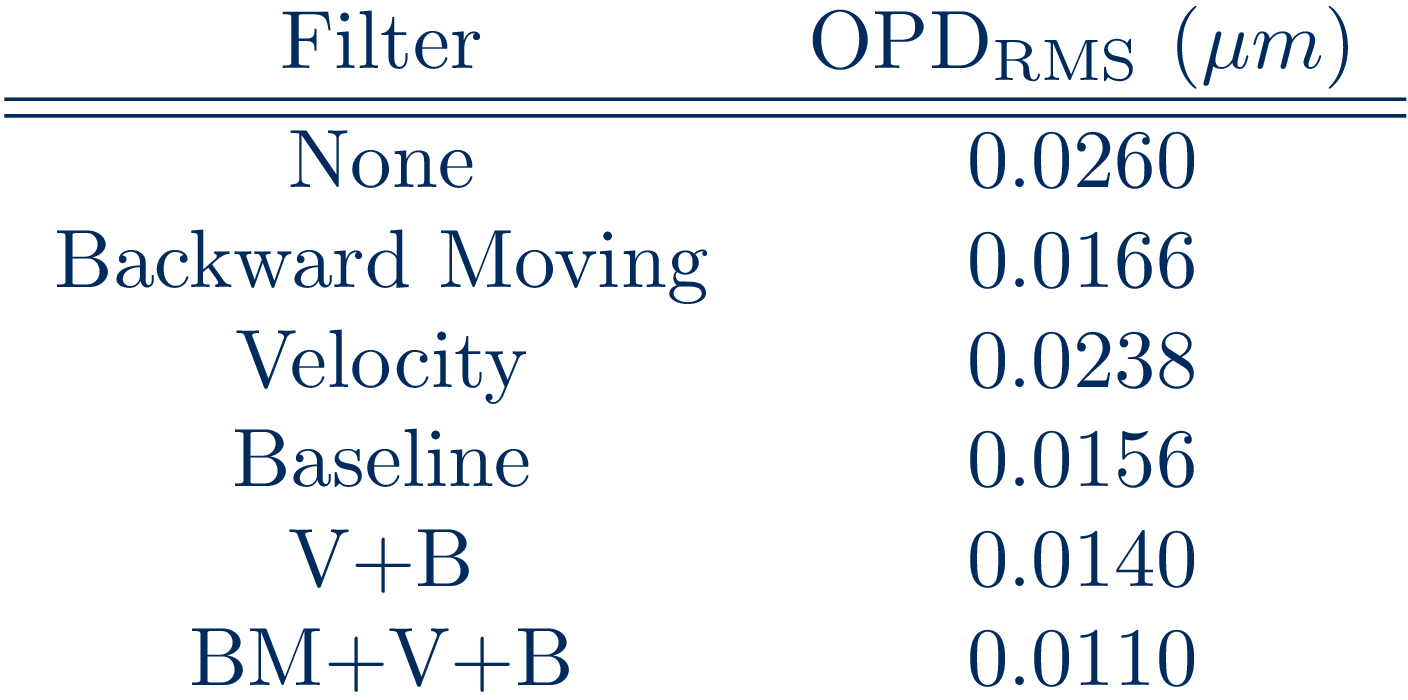 Filter OPD_RMS (μm)
None 0.0260
Backward Moving 0.0166
Velocity 0.0238
Baseline 0.0156
V+B 0.0140
BM+V+B 0.0110